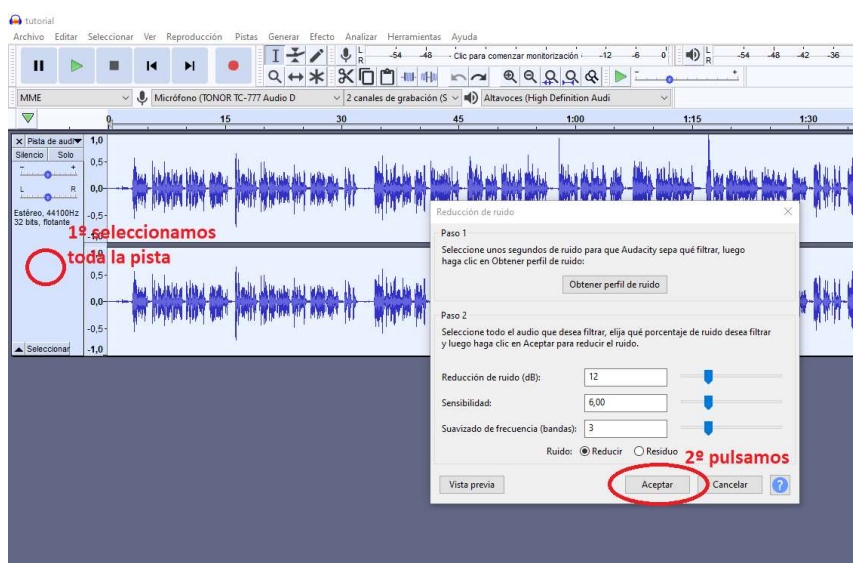 tutorial
Archivo Editar Seleccionar Ver Reproducción Pistas Generar Efecto Analizar Herramientas Ayuda
L R -54 -48 Clic para comenzar monitorización -12 -6 0 L R -54 -48 -42 -36
MME Micrófono (TONOR TC-777 Audio D 2 canales de grabación (S Altavoces (High Definition Audi
0 15 30 45 1:00 1:15 1:30
X Pista de audi 1,0
Silencio Solo
- + 0,5
L R 0,0
Estéreo, 44100Hz -0,5
32 bits, flotante
1º seleccionamos
toda la pista
0,5
0,0
-0,5
Seleccionar -1,0
Reducción de ruido
Paso 1
Seleccione unos segundos de ruido para que Audacity sepa qué filtrar, luego
haga clic en Obtener perfil de ruido:
Obtener perfil de ruido
Paso 2
Seleccione todo el audio que desea filtrar, elija qué porcentaje de ruido desea filtrar
y luego haga clic en Aceptar para reducir el ruido.
Reducción de ruido (dB): 12
Sensibilidad: 6,00
Suavizado de frecuencia (bandas): 3
Ruido: Reducir Residuo
2º pulsamos
Vista previa Aceptar Cancelar ?